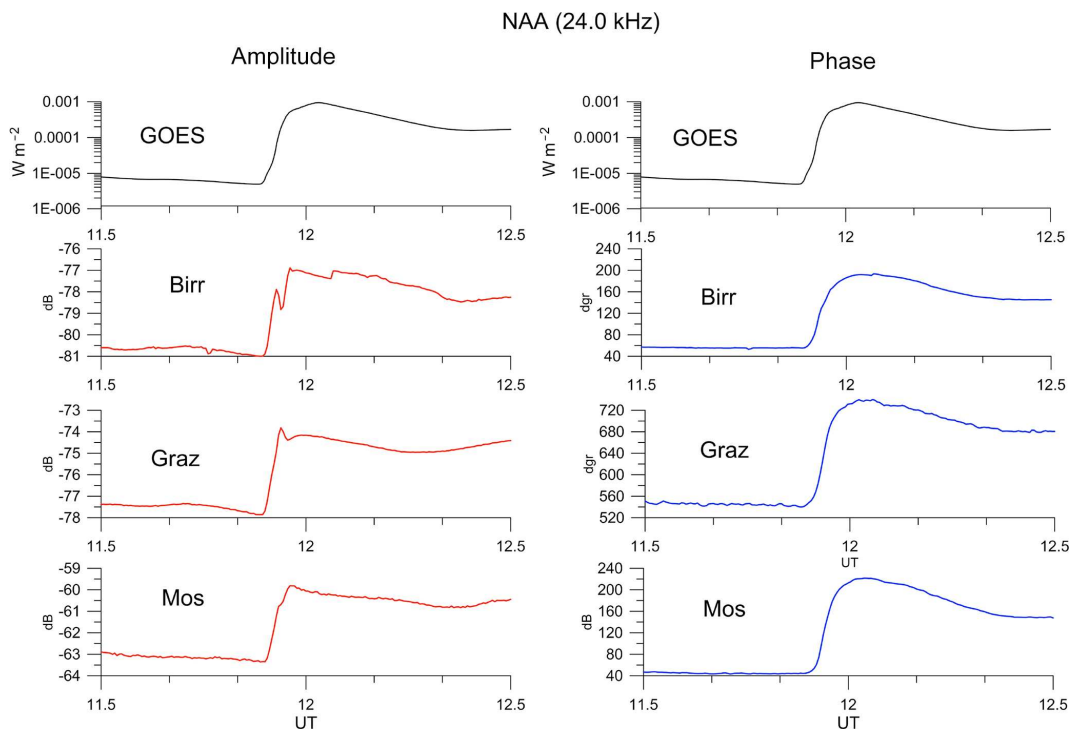 NAA (24.0 kHz)
Amplitude
Phase
0.001
0.0001
1E-005
1E-006
W m⁻²
GOES
11.5
12
12.5
0.001
0.0001
1E-005
1E-006
W m⁻²
GOES
11.5
12
12.5
-76
-77
-78
-79
-80
-81
dB
Birr
11.5
12
12.5
240
200
160
120
80
40
dgr
Birr
11.5
12
12.5
-73
-74
-75
-76
-77
-78
dB
Graz
11.5
12
12.5
720
680
640
600
560
520
dgr
Graz
11.5
12
12.5
UT
-59
-60
-61
-62
-63
-64
dB
Mos
11.5
12
12.5
UT
240
200
160
120
80
40
dB
Mos
11.5
12
12.5
UT